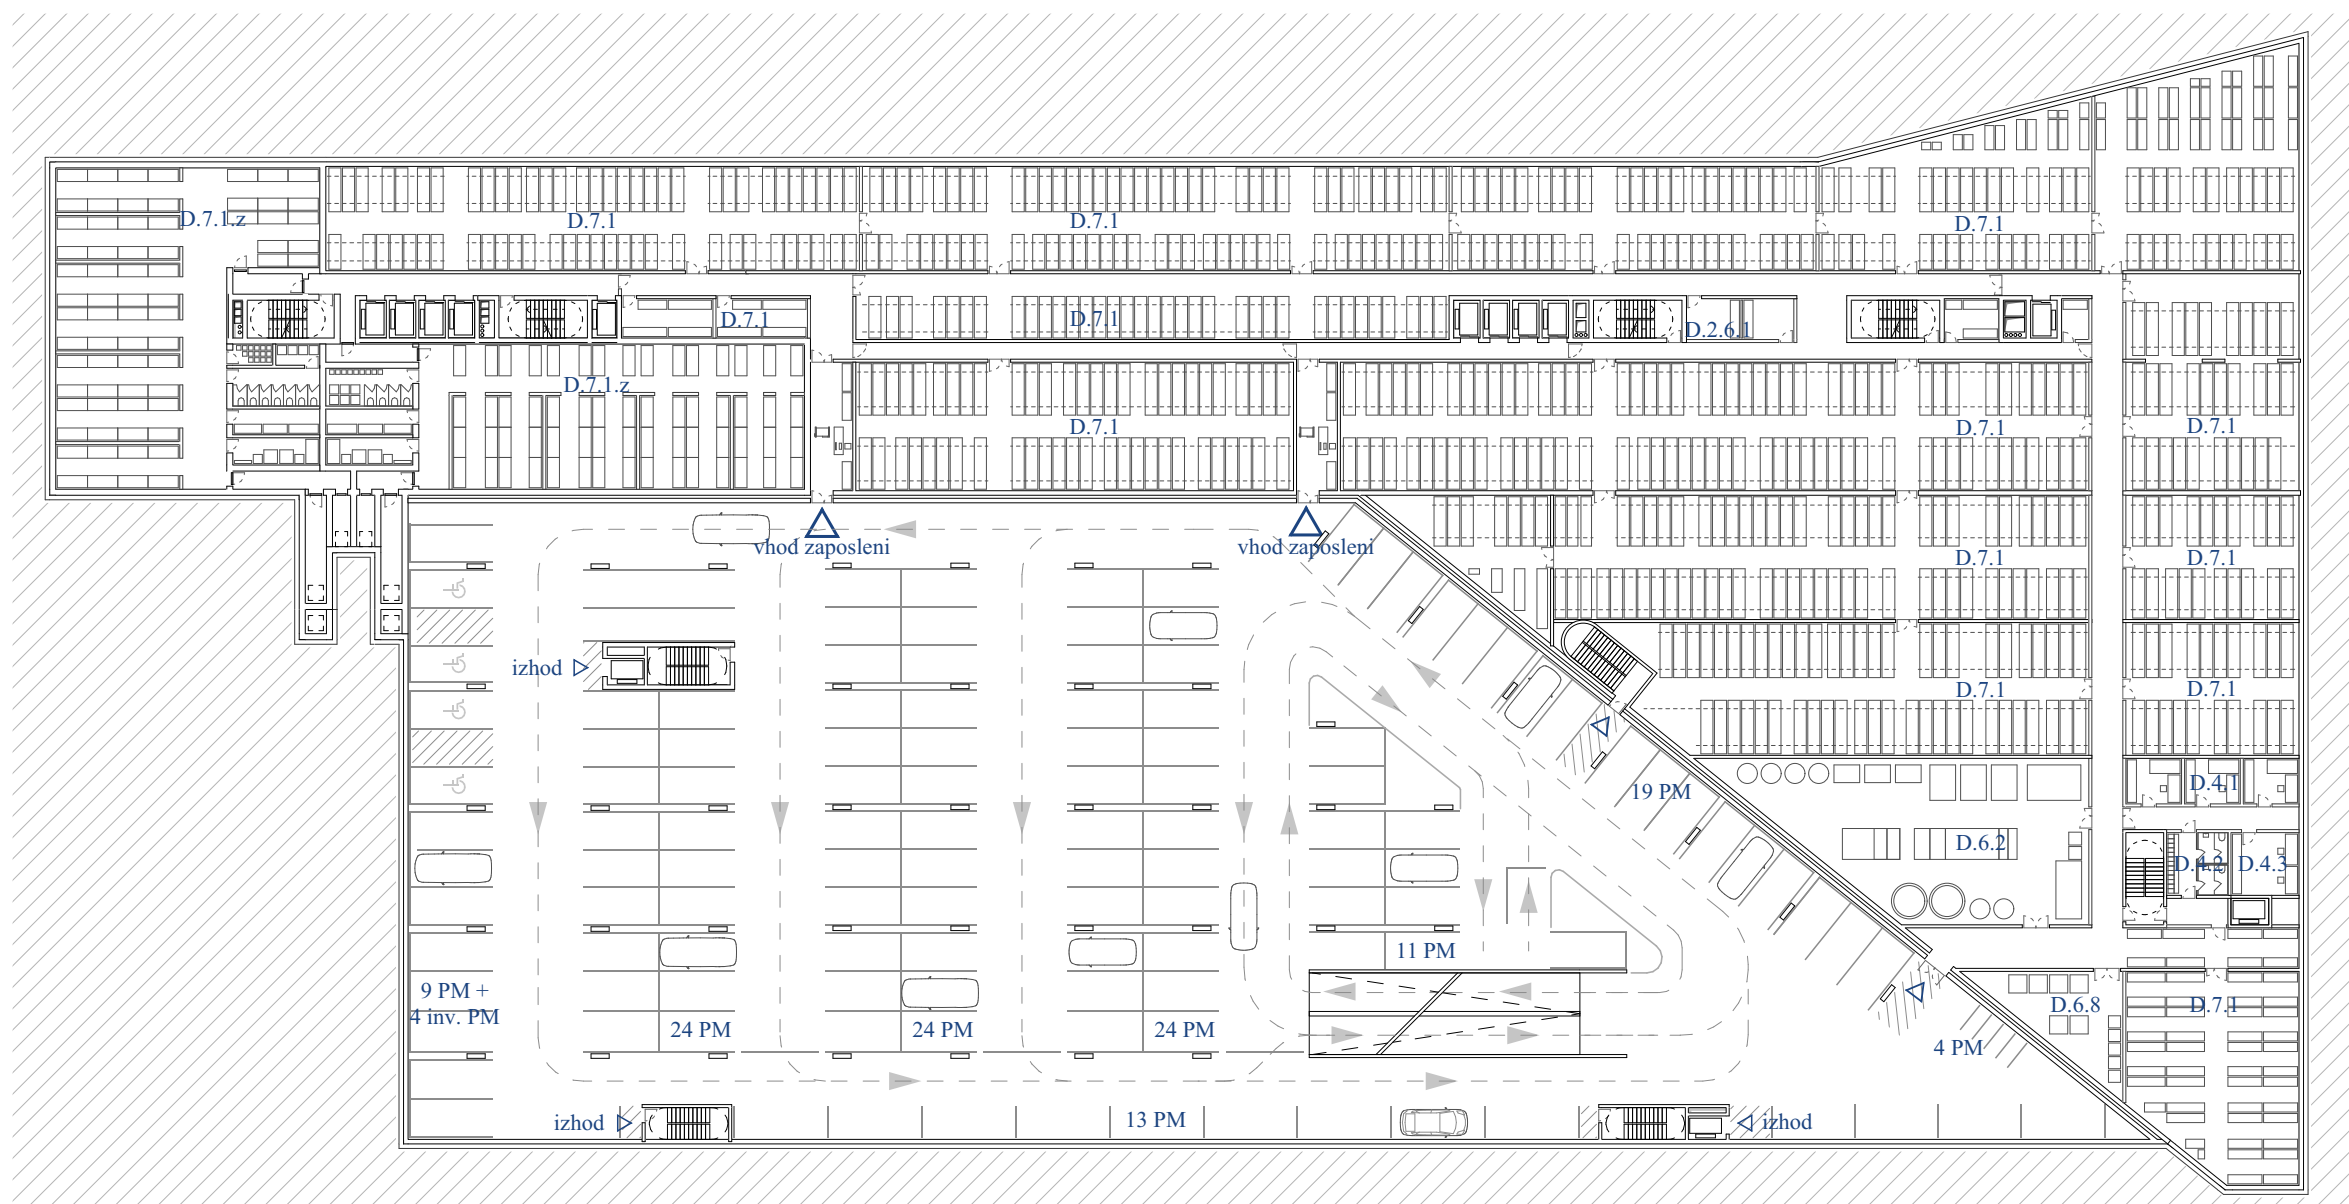 D.7.1.z
D.7.1
D.7.1
D.7.1
D.7.1
D.7.1
D.2.6.1
D.7.1.z
D.7.1
D.7.1
D.7.1
vhod zaposleni
vhod zaposleni
D.7.1
D.7.1
izhod
D.7.1
D.7.1
19 PM
D.4.1
D.6.2
D.4.2
D.4.3
11 PM
9 PM +
4 inv. PM
24 PM
24 PM
24 PM
D.6.8
D.7.1
4 PM
izhod
13 PM
izhod